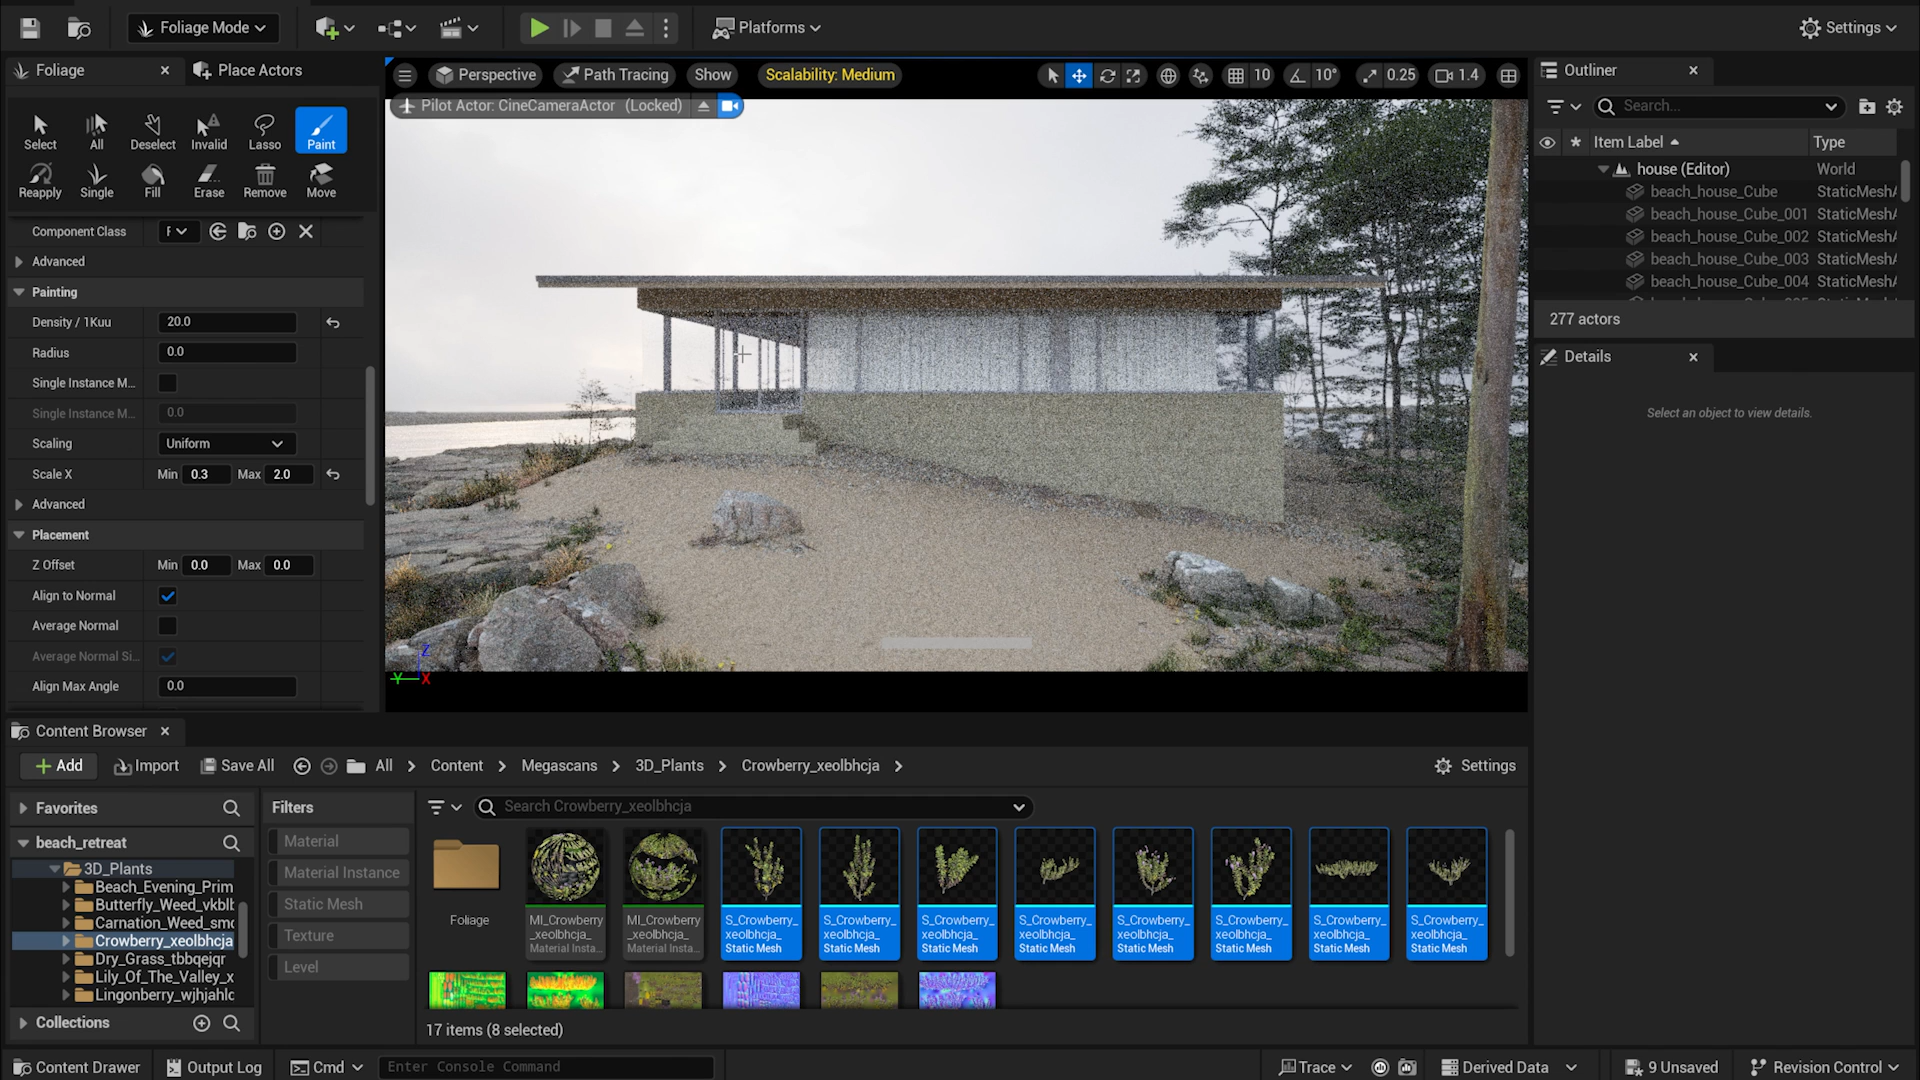 Foliage Mode
Platforms
Settings
Foliage
Place Actors
Perspective
Path Tracing
Show
Scalability: Medium
10
10°
0.25
1.4
Outliner
Pilot Actor: CineCameraActor (Locked)
Search...
Select
All
Deselect
Invalid
Lasso
Paint
Item Label
Type
Reapply
Single
Fill
Erase
Remove
Move
house (Editor)
World
beach_house_Cube
StaticMeshA
beach_house_Cube_001
StaticMeshA
beach_house_Cube_002
StaticMeshA
beach_house_Cube_003
StaticMeshA
beach_house_Cube_004
StaticMeshA
277 actors
Details
Select an object to view details.
Component Class
F
Advanced
Painting
Density / 1Kuu
20.0
Radius
0.0
Single Instance M...
Single Instance M...
0.0
Scaling
Uniform
Scale X
Min 0.3 Max 2.0
Advanced
Placement
Z Offset
Min 0.0 Max 0.0
Align to Normal
Average Normal
Average Normal Si...
Align Max Angle
0.0
Z
Y
X
Content Browser
Add
Import
Save All
All
Content
Megascans
3D_Plants
Crowberry_xeolbhcja
Settings
Favorites
Filters
Search Crowberry_xeolbhcja
beach_retreat
3D_Plants
Beach_Evening_Prim
Butterfly_Weed_vkblb
Carnation_Weed_smo
Crowberry_xeolbhcja
Dry_Grass_tbbqejqr
Lily_Of_The_Valley_x
Lingonberry_wjhjahlc
Collections
Material
Material Instance
Static Mesh
Texture
Level
Foliage
MI_Crowberry
_xeolbhcja_
Material Insta...
MI_Crowberry
_xeolbhcja_
Material Insta...
S_Crowberry_
xeolbhcja_
Static Mesh
S_Crowberry_
xeolbhcja_
Static Mesh
S_Crowberry_
xeolbhcja_
Static Mesh
S_Crowberry_
xeolbhcja_
Static Mesh
S_Crowberry_
xeolbhcja_
Static Mesh
S_Crowberry_
xeolbhcja_
Static Mesh
S_Crowberry_
xeolbhcja_
Static Mesh
S_Crowberry_
xeolbhcja_
Static Mesh
17 items (8 selected)
Content Drawer
Output Log
Cmd
Enter Console Command
Trace
Derived Data
9 Unsaved
Revision Control